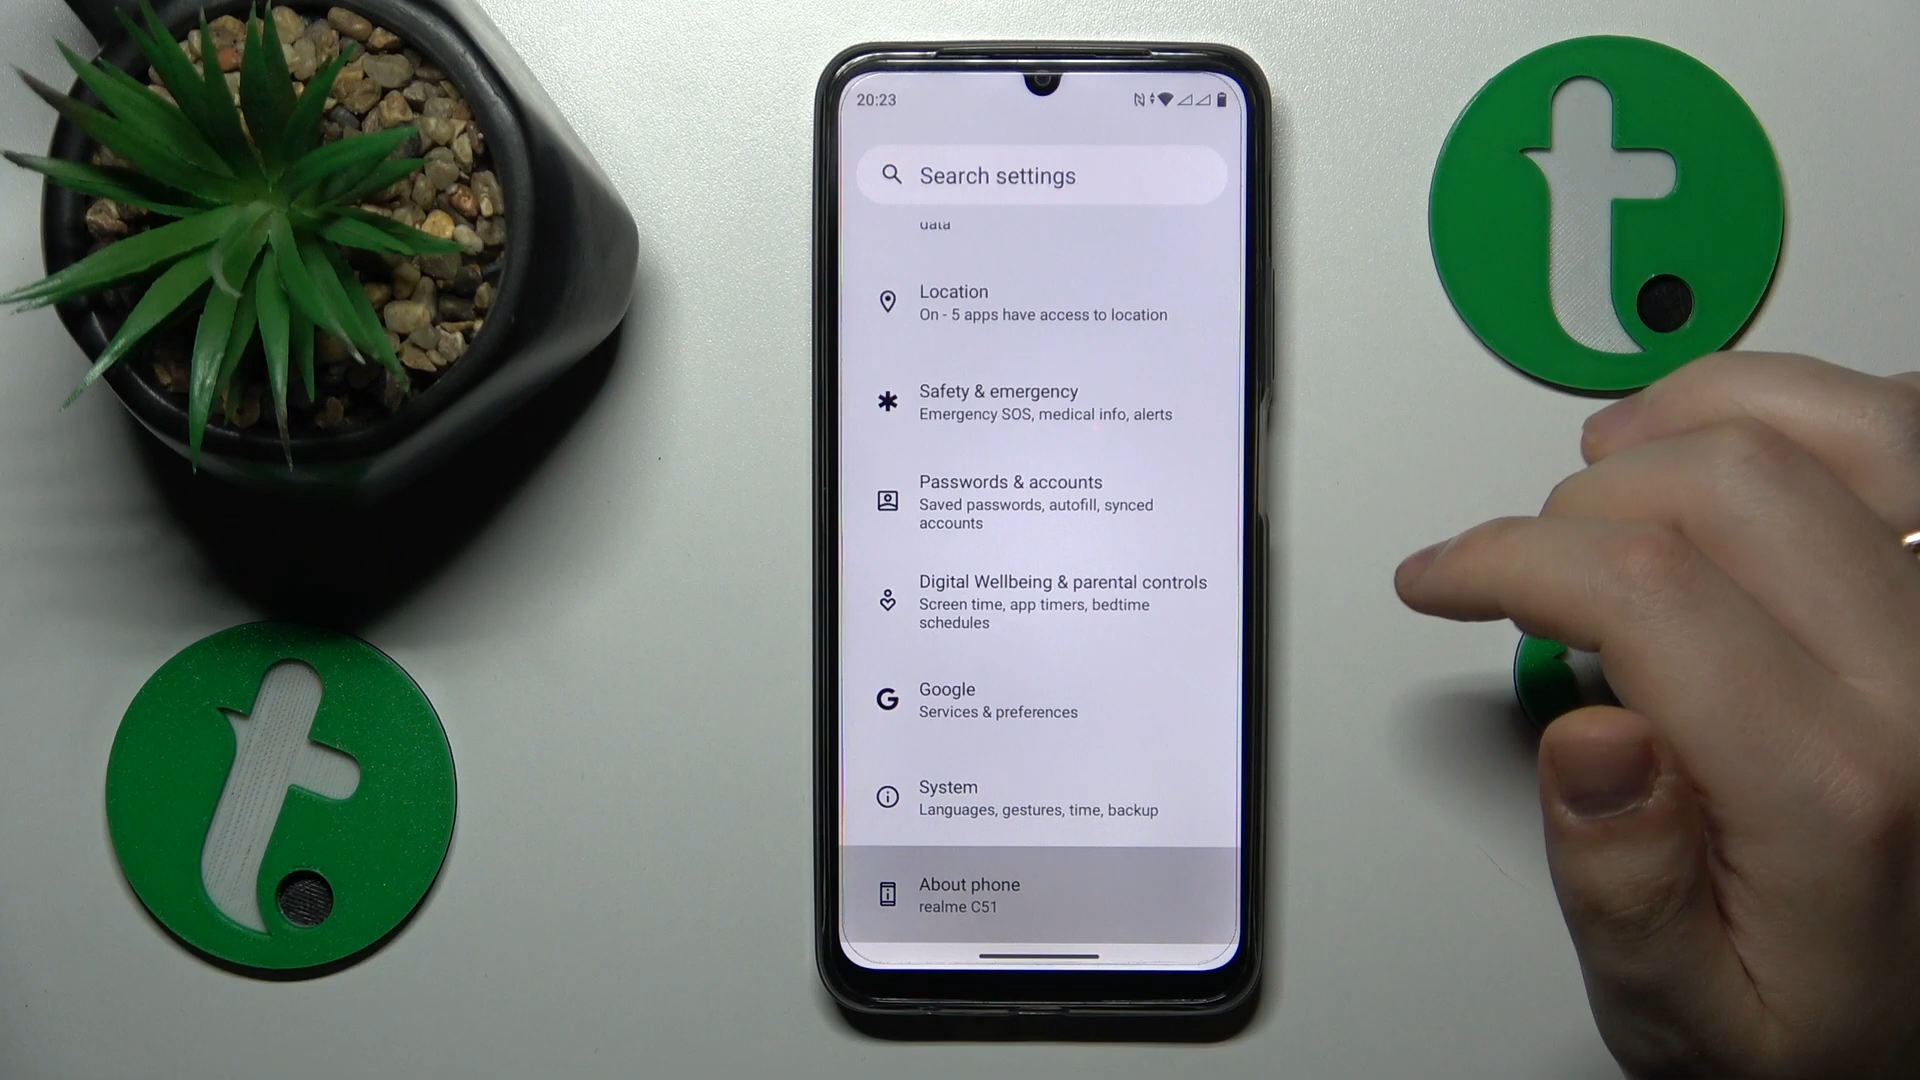 20:23
Search settings
Location
On - 5 apps have access to location
Safety & emergency
Emergency SOS, medical info, alerts
Passwords & accounts
Saved passwords, autofill, synced
accounts
Digital Wellbeing & parental controls
Screen time, app timers, bedtime
schedules
Google
Services & preferences
System
Languages, gestures, time, backup
About phone
realme C51
t
t